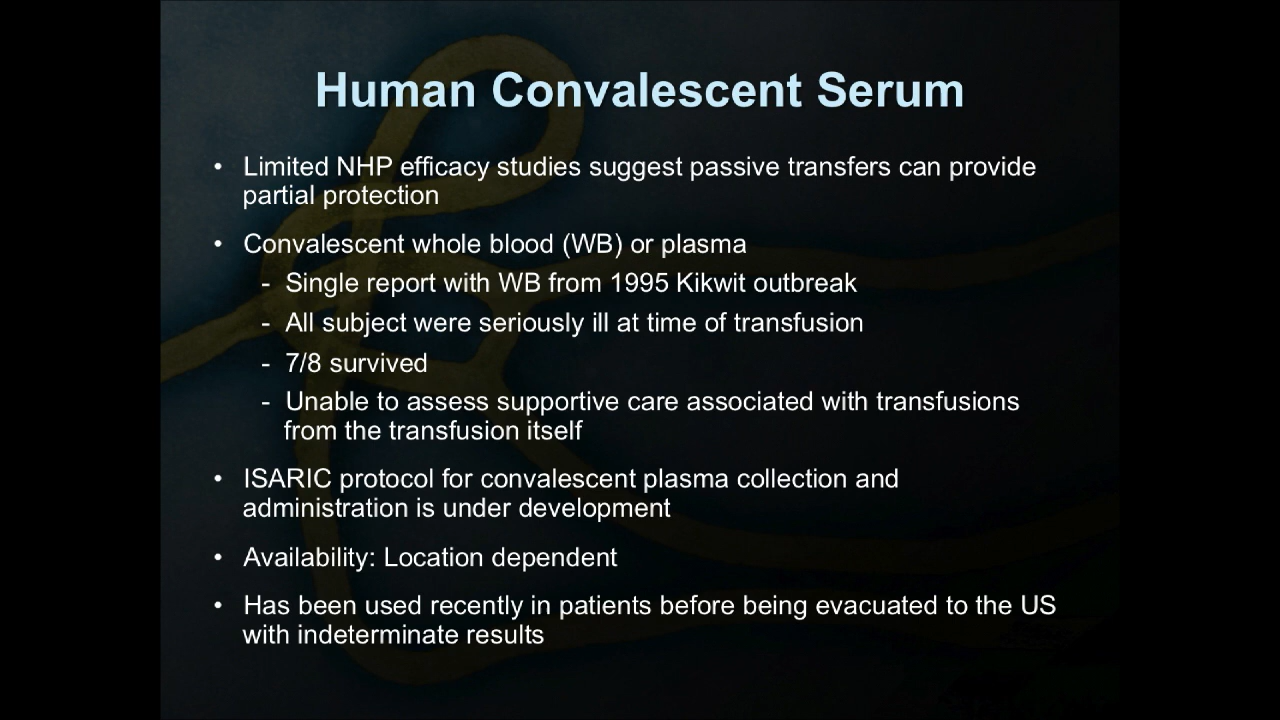 Human Convalescent Serum
• Limited NHP efficacy studies suggest passive transfers can provide
partial protection
• Convalescent whole blood (WB) or plasma
- Single report with WB from 1995 Kikwit outbreak
- All subject were seriously ill at time of transfusion
- 7/8 survived
- Unable to assess supportive care associated with transfusions
from the transfusion itself
• ISARIC protocol for convalescent plasma collection and
administration is under development
• Availability: Location dependent
• Has been used recently in patients before being evacuated to the US
with indeterminate results